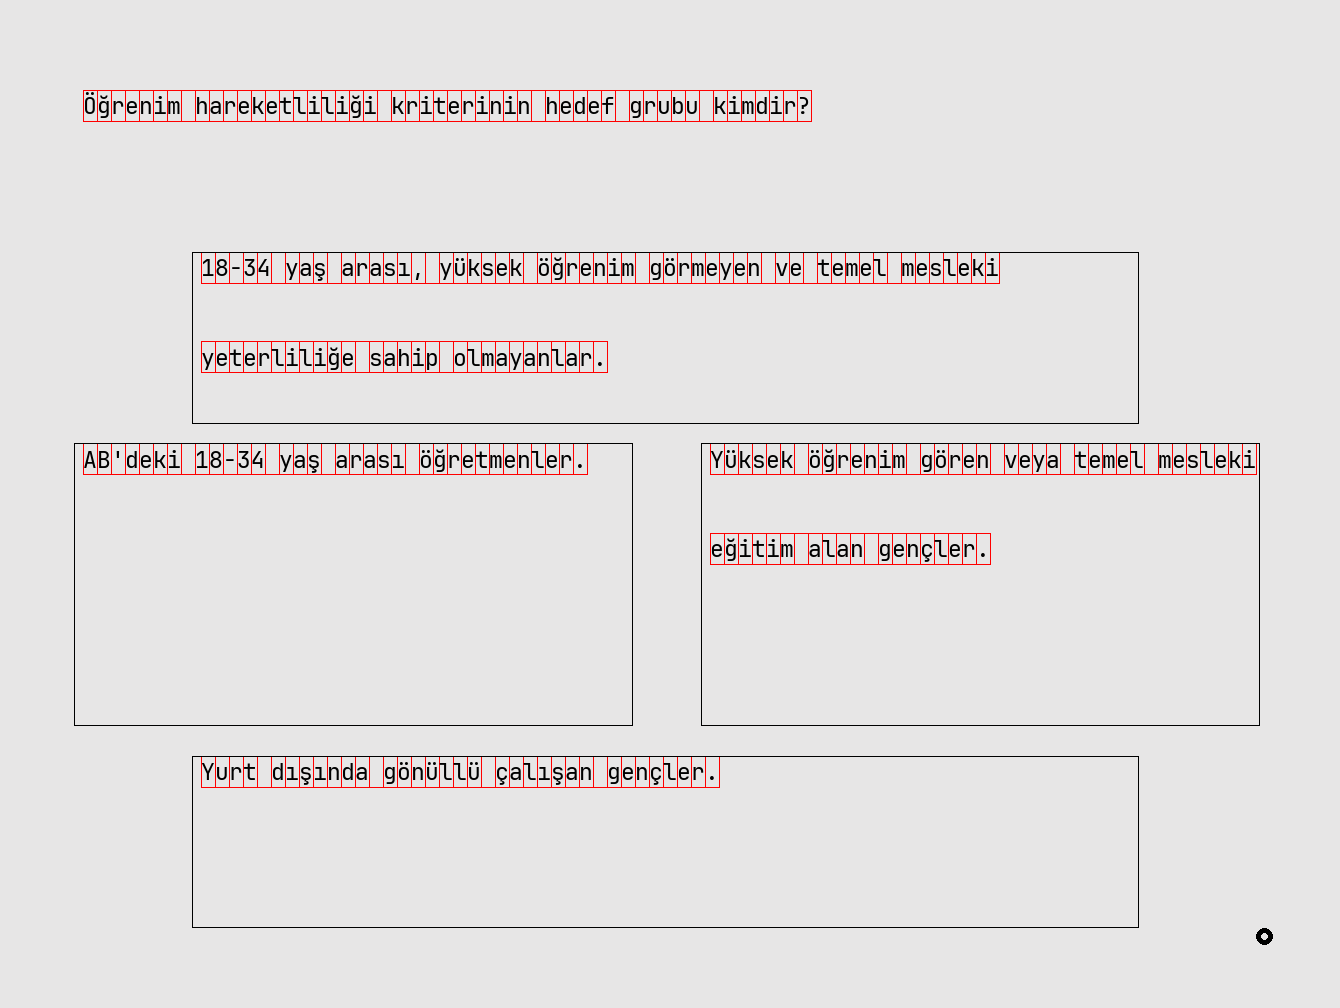 Öğrenim hareketliliği kriterinin hedef grubu kimdir?
18-34 yaş arası, yüksek öğrenim görmeyen ve temel mesleki
yeterliliğe sahip olmayanlar.
AB'deki 18-34 yaş arası öğretmenler.
Yüksek öğrenim gören veya temel mesleki
eğitim alan gençler.
Yurt dışında gönüllü çalışan gençler.